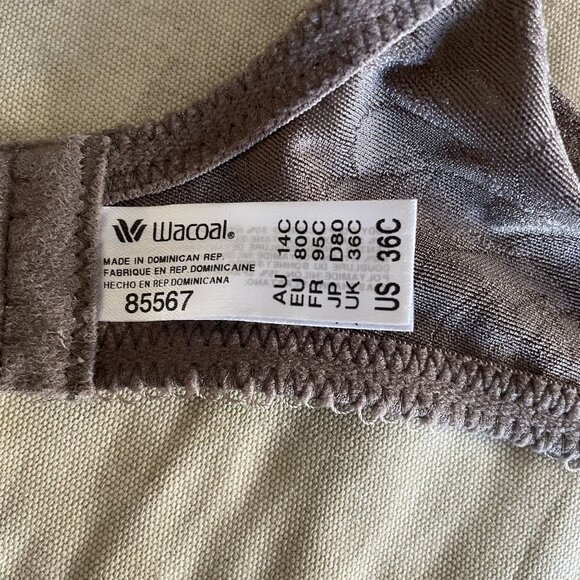 Wacoal®
MADE IN DOMINICAN REP.
FABRIQUE EN REP. DOMINICAINE
HECHO EN REP.DOMINICANA
85567
AU 14C
EU 80C
FR 95C
JP D80
UK 36C
US 36C